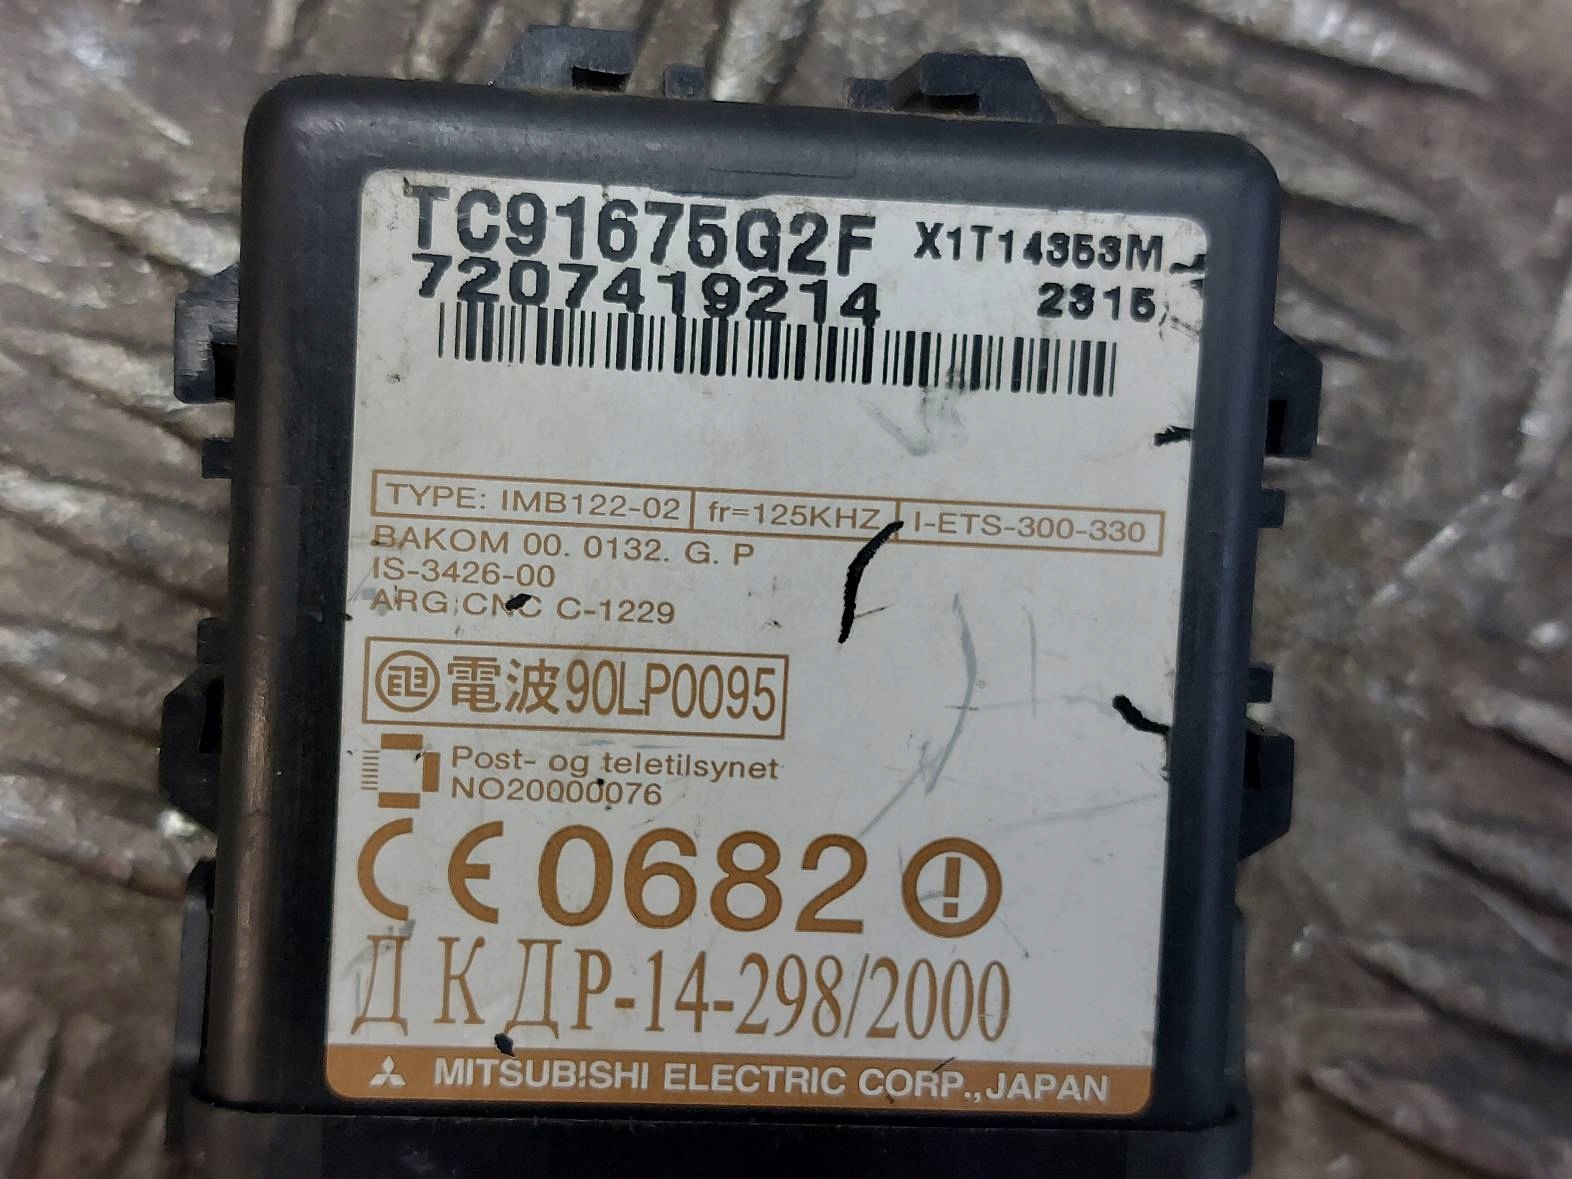 TC91675G2F X1T14353M
7207419214 2315
TYPE: IMB122-02 fr=125KHZ I-ETS-300-330
BAKOM 00. 0132. G. P
IS-3426-00
ARG CNC C-1229
電波90LP0095
Post- og teletilsynet
NO20000076
CE 0682
ДКДР-14-298/2000
MITSUBISHI ELECTRIC CORP., JAPAN